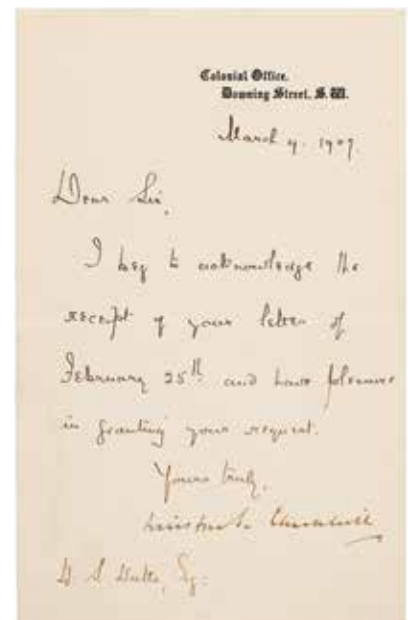 Colonial Office.
Downing Street, S.W.
March 4. 1907.
Dear Sir,
I beg to acknowledge the
receipt of your letter of
February 25th and have pleasure
in granting your request.
Yours truly,
Winston S. Churchill
Esq: